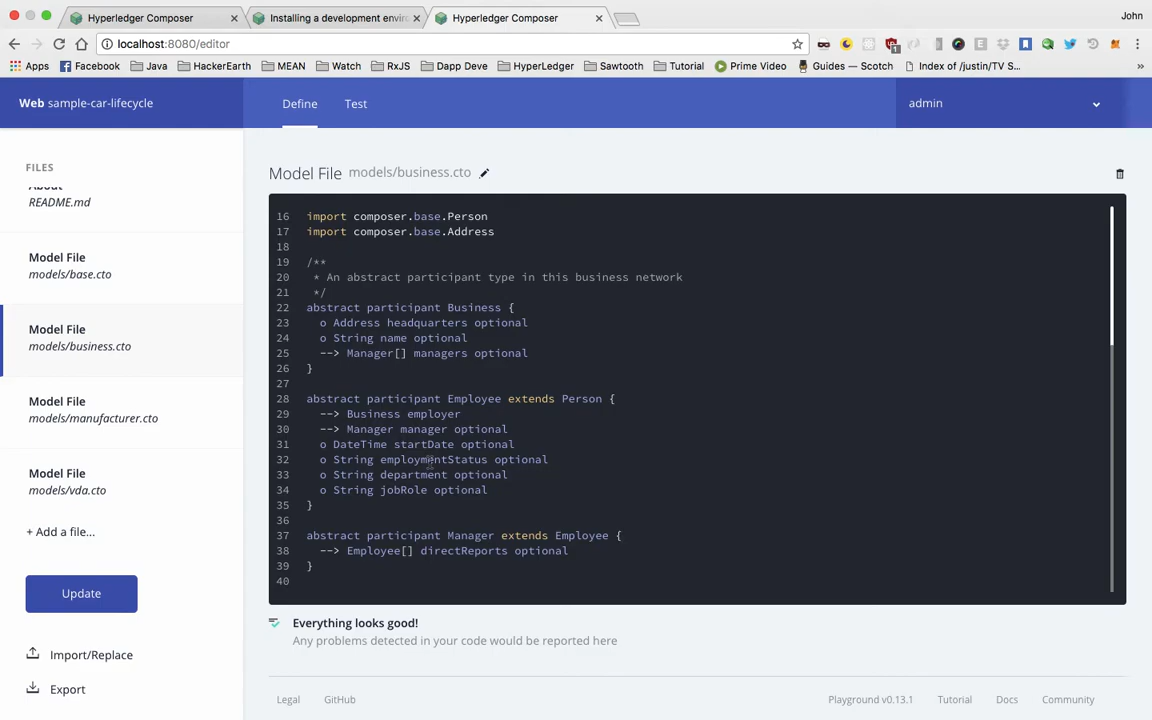 Hyperledger Composer
Installing a development enviro
Hyperledger Composer
John
localhost:8080/editor
1
Apps Facebook Java HackerEarth MEAN Watch RxJS Dapp Deve HyperLedger Sawtooth Tutorial Prime Video Guides — Scotch Index of /justin/TV S... »
Web sample-car-lifecycle
Define
Test
admin
FILES
About
README.md
Model File
models/base.cto
Model File
models/business.cto
Model File
models/manufacturer.cto
Model File
models/vda.cto
+ Add a file...
Update
Import/Replace
Export
Model File models/business.cto
16 import composer.base.Person
17 import composer.base.Address
18
19 /**
20 * An abstract participant type in this business network
21 */
22 abstract participant Business {
23 o Address headquarters optional
24 o String name optional
25 --> Manager[] managers optional
26 }
27
28 abstract participant Employee extends Person {
29 --> Business employer
30 --> Manager manager optional
31 o DateTime startDate optional
32 o String employmentStatus optional
33 o String department optional
34 o String jobRole optional
35 }
36
37 abstract participant Manager extends Employee {
38 --> Employee[] directReports optional
39 }
40
Everything looks good!
Any problems detected in your code would be reported here
Legal
GitHub
Playground v0.13.1
Tutorial
Docs
Community